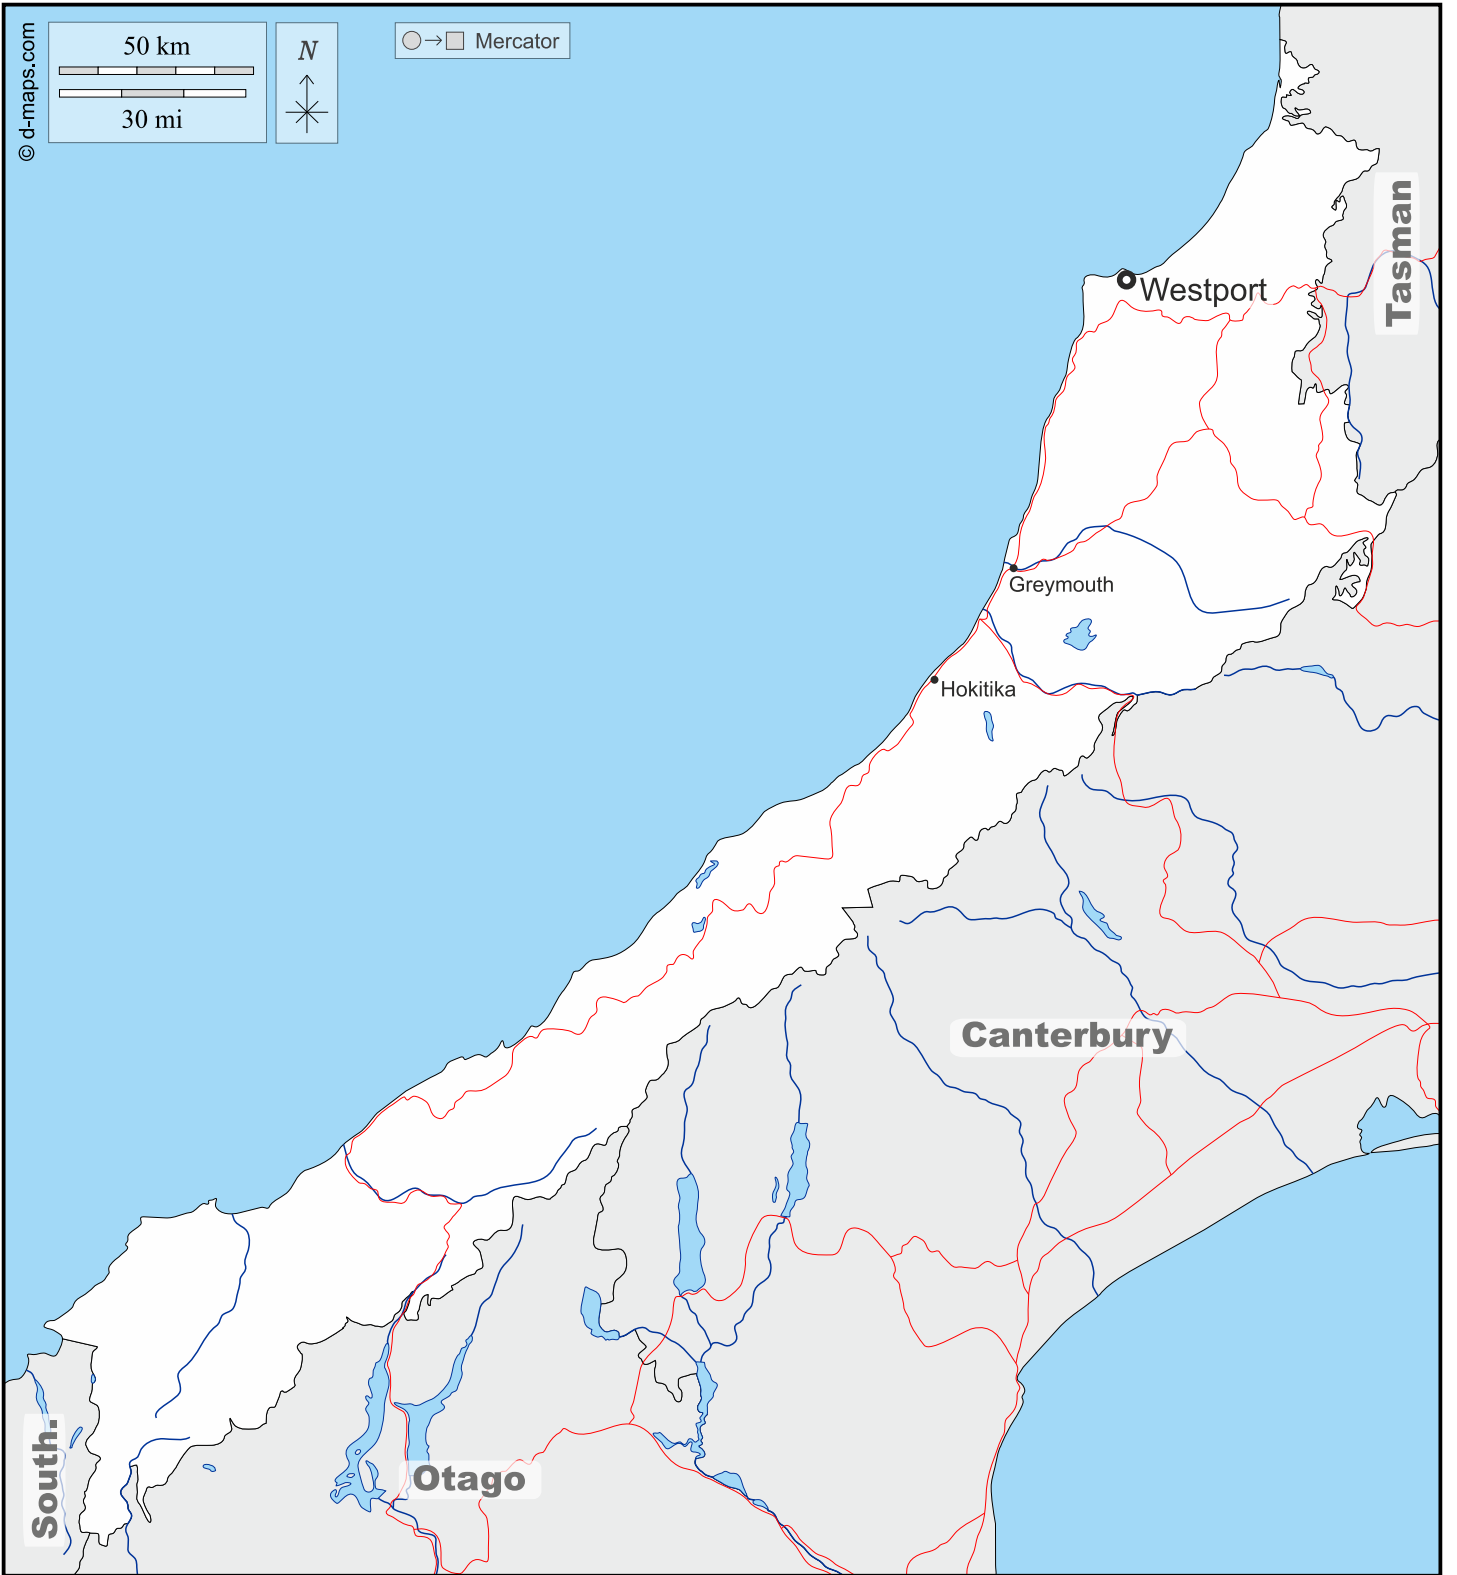 © d-maps.com
50 km
30 mi
N
Mercator
Tasman
Westport
Greymouth
Hokitika
Canterbury
Otago
South.